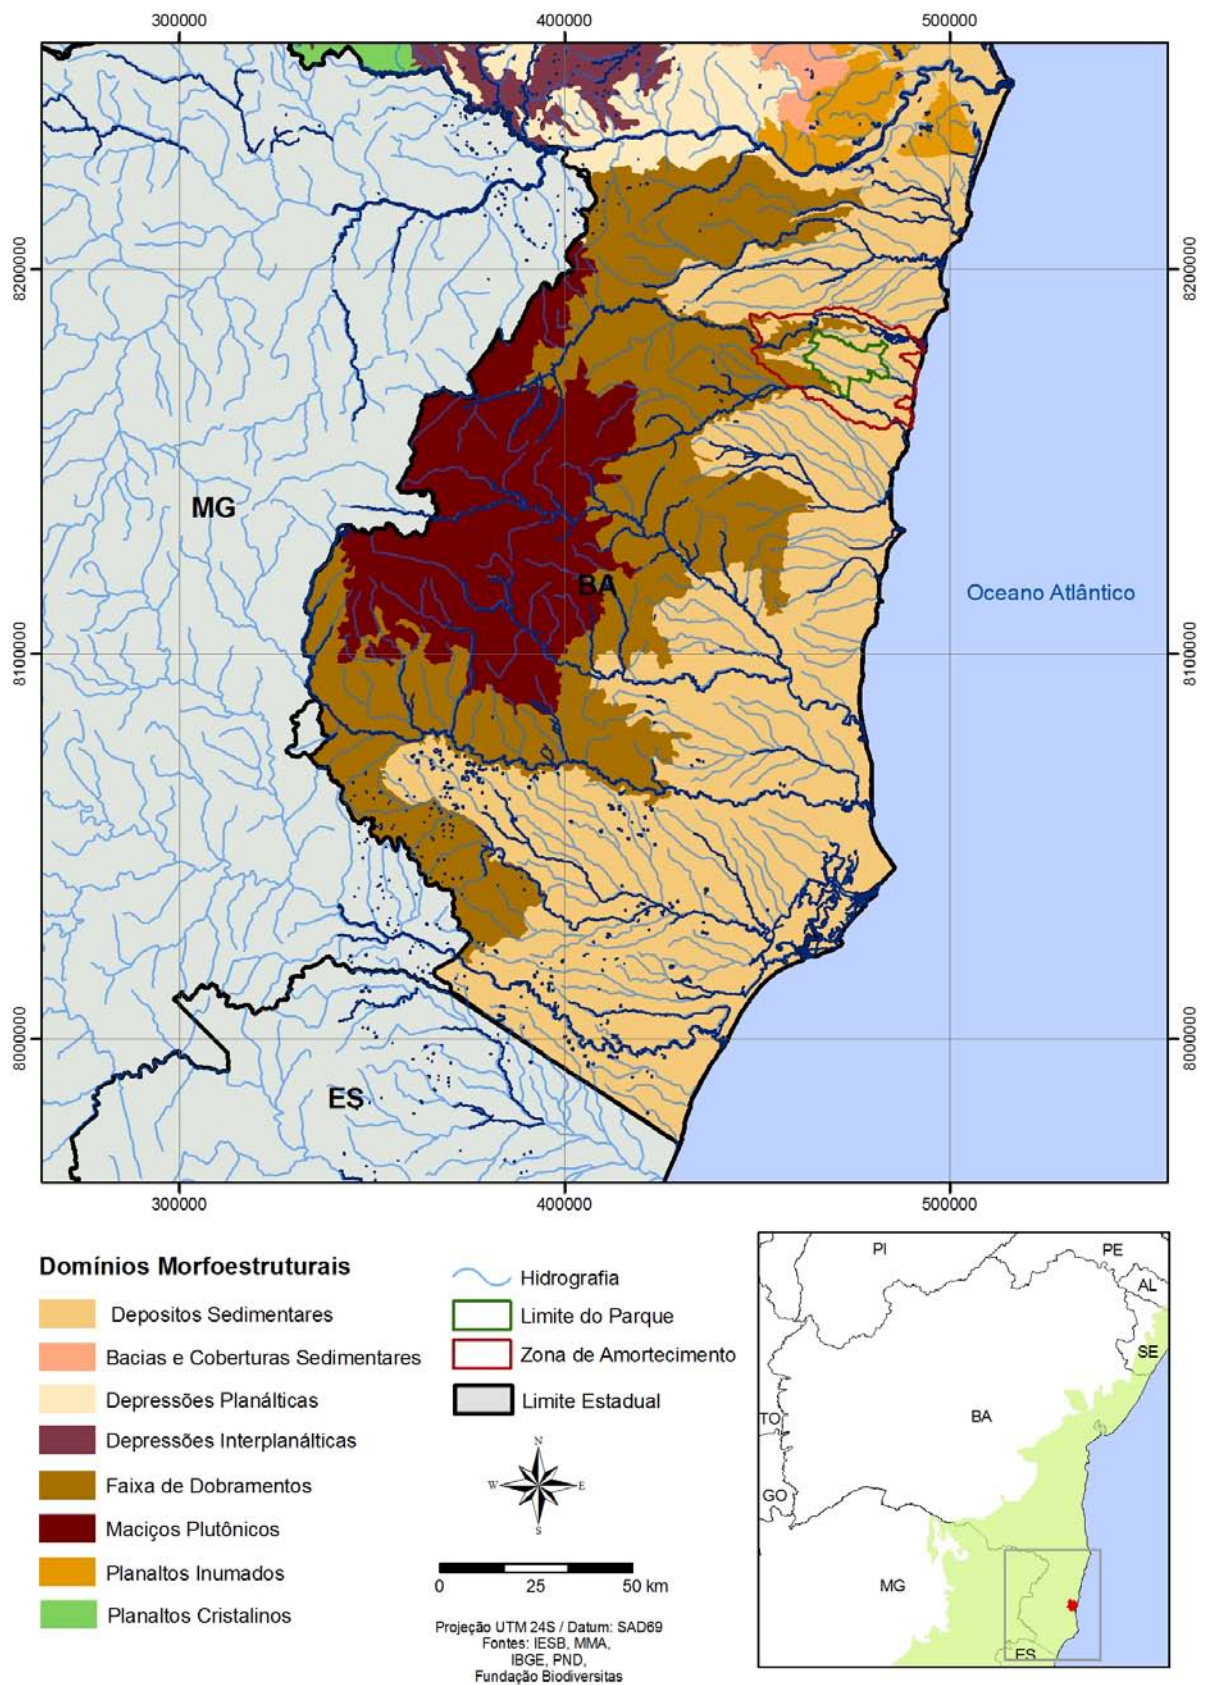 300000
400000
500000
8200000
8200000
MG
BA
Oceano Atlântico
8100000
8100000
8000000
8000000
ES
300000
400000
500000
Domínios Morfoestruturais
Depositos Sedimentares
Bacias e Coberturas Sedimentares
Depressões Planálticas
Depressões Interplanálticas
Faixa de Dobramentos
Maciços Plutônicos
Planaltos Inumados
Planaltos Cristalinos
Hidrografia
Limite do Parque
Zona de Amortecimento
Limite Estadual
N
W
E
S
0
25
50 km
Projeção UTM 24S / Datum: SAD69
Fontes: IESB, MMA,
IBGE, PND,
Fundação Biodiversitas
PI
PE
AL
SE
BA
TO
GO
MG
ES